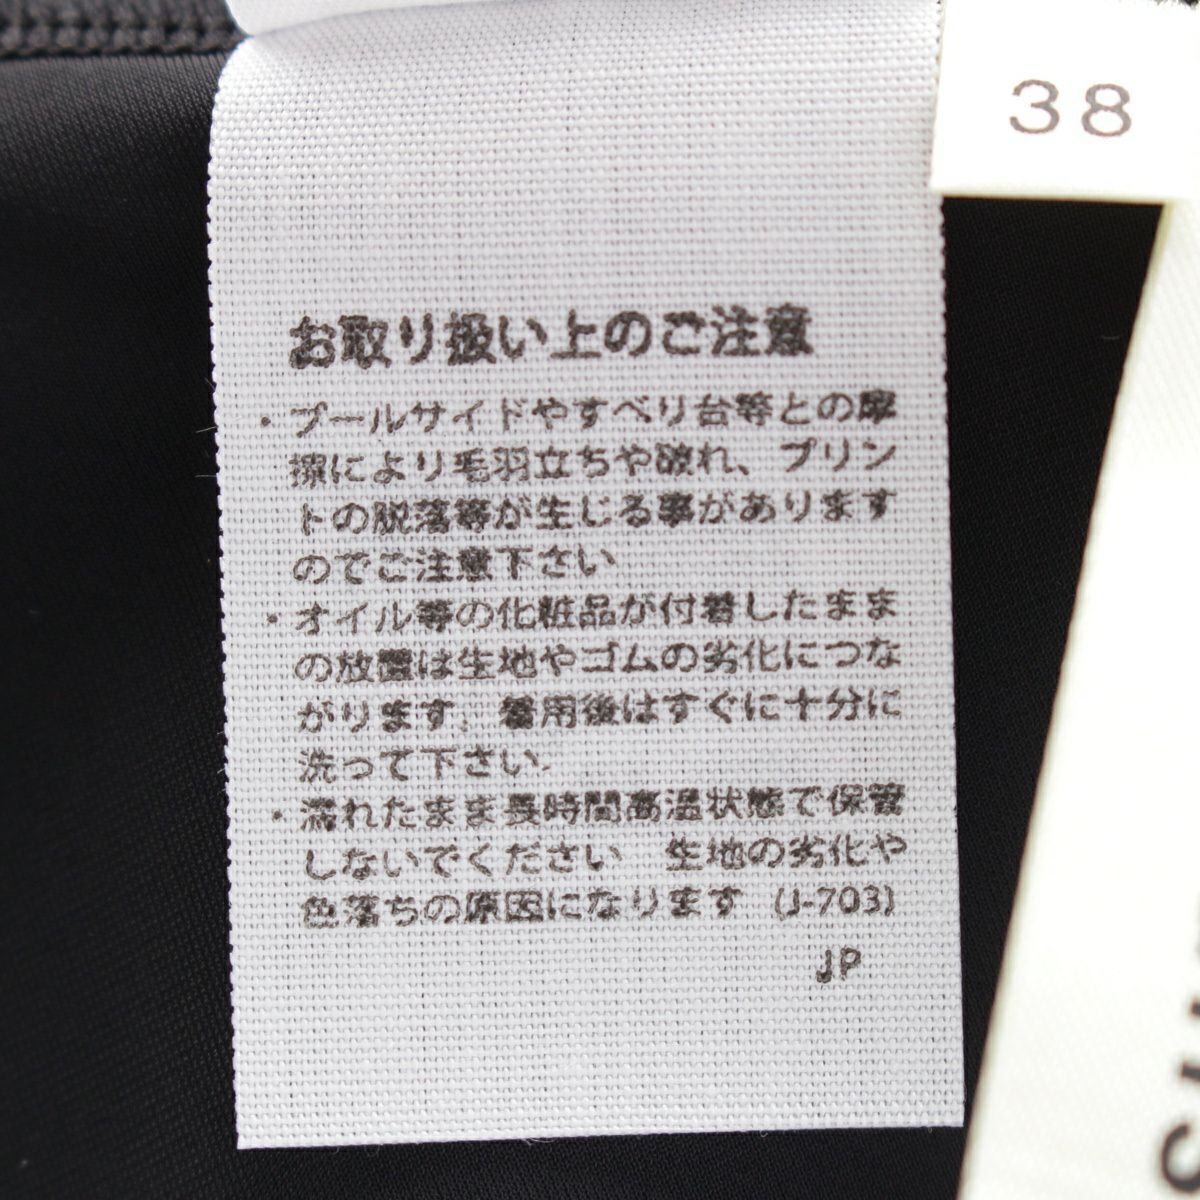 38
お取り扱い上のご注意
・プールサイドやすべり台等との摩
擦により毛羽立ちや破れ、プリン
トの脱落等が生じる事があります
のでご注意下さい
・オイル等の化粧品が付着したまま
の放置は生地やゴムの劣化につな
がります。着用後はすぐに十分に
洗って下さい。
・濡れたまま長時間高温状態で保管
しないでください 生地の劣化や
色落ちの原因になります (J-703)
JP